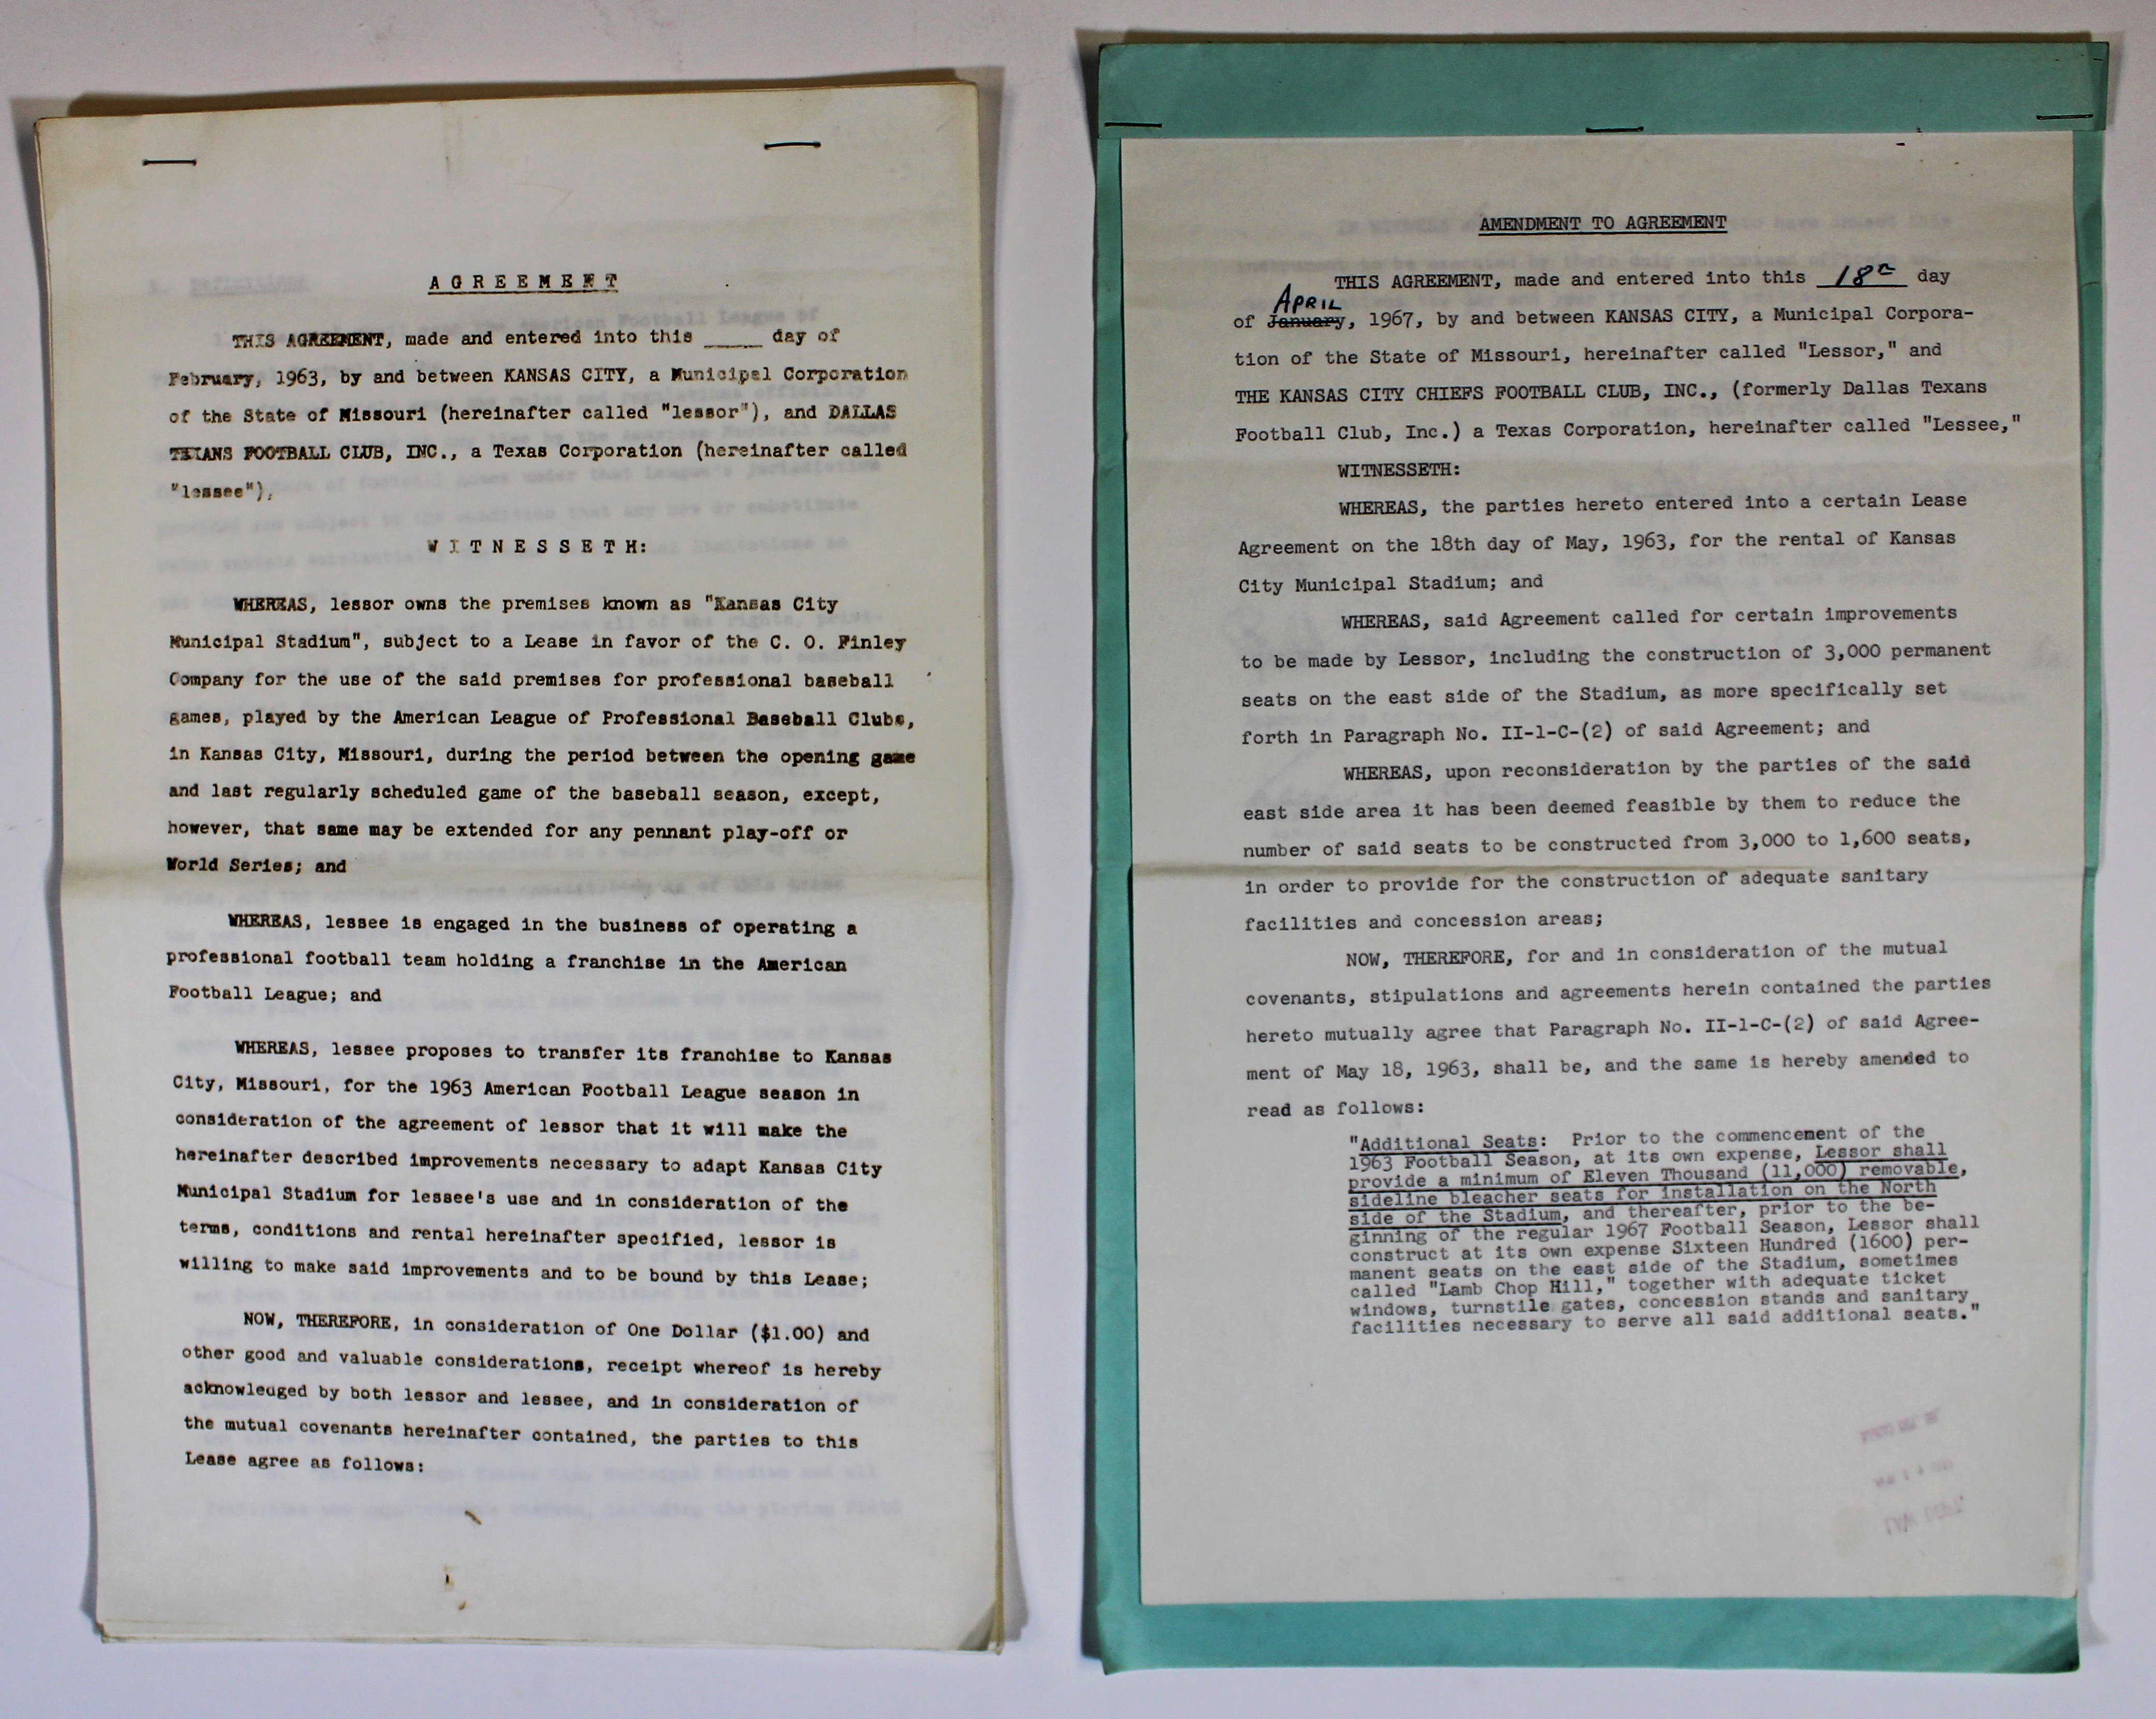 AGREEMENT
THIS AGREEMENT, made and entered into this _____ day of
February, 1963, by and between KANSAS CITY, a Municipal Corporation
of the State of Missouri (hereinafter called "lessor"), and DALLAS
TEXANS FOOTBALL CLUB, INC., a Texas Corporation (hereinafter called
"lessee"),
WITNESSETH:
WHEREAS, lessor owns the premises known as "Kansas City
Municipal Stadium", subject to a Lease in favor of the C. O. Finley
Company for the use of the said premises for professional baseball
games, played by the American League of Professional Baseball Clubs,
in Kansas City, Missouri, during the period between the opening game
and last regularly scheduled game of the baseball season, except,
however, that same may be extended for any pennant play-off or
World Series; and
WHEREAS, lessee is engaged in the business of operating a
professional football team holding a franchise in the American
Football League; and
WHEREAS, lessee proposes to transfer its franchise to Kansas
City, Missouri, for the 1963 American Football League season in
consideration of the agreement of lessor that it will make the
hereinafter described improvements necessary to adapt Kansas City
Municipal Stadium for lessee's use and in consideration of the
terms, conditions and rental hereinafter specified, lessor is
willing to make said improvements and to be bound by this Lease;
NOW, THEREFORE, in consideration of One Dollar ($1.00) and
other good and valuable considerations, receipt whereof is hereby
acknowleuged by both lessor and lessee, and in consideration of
the mutual covenants hereinafter contained, the parties to this
Lease agree as follows:
AMENDMENT TO AGREEMENT
THIS AGREEMENT, made and entered into this 18th day
APRIL
of January, 1967, by and between KANSAS CITY, a Municipal Corpora-
tion of the State of Missouri, hereinafter called "Lessor," and
THE KANSAS CITY CHIEFS FOOTBALL CLUB, INC., (formerly Dallas Texans
Football Club, Inc.) a Texas Corporation, hereinafter called "Lessee,"
WITNESSETH:
WHEREAS, the parties hereto entered into a certain Lease
Agreement on the 18th day of May, 1963, for the rental of Kansas
City Municipal Stadium; and
WHEREAS, said Agreement called for certain improvements
to be made by Lessor, including the construction of 3,000 permanent
seats on the east side of the Stadium, as more specifically set
forth in Paragraph No. II-1-C-(2) of said Agreement; and
WHEREAS, upon reconsideration by the parties of the said
east side area it has been deemed feasible by them to reduce the
number of said seats to be constructed from 3,000 to 1,600 seats,
in order to provide for the construction of adequate sanitary
facilities and concession areas;
NOW, THEREFORE, for and in consideration of the mutual
covenants, stipulations and agreements herein contained the parties
hereto mutually agree that Paragraph No. II-1-C-(2) of said Agree-
ment of May 18, 1963, shall be, and the same is hereby amended to
read as follows:
"Additional Seats: Prior to the commencement of the
1963 Football Season, at its own expense, Lessor shall
provide a minimum of Eleven Thousand (11,000) removable,
sideline bleacher seats for installation on the North
side of the Stadium, and thereafter, prior to the be-
ginning of the regular 1967 Football Season, Lessor shall
construct at its own expense Sixteen Hundred (1600) per-
manent seats on the east side of the Stadium, sometimes
called "Lamb Chop Hill," together with adequate ticket
windows, turnstile gates, concession stands and sanitary
facilities necessary to serve all said additional seats."